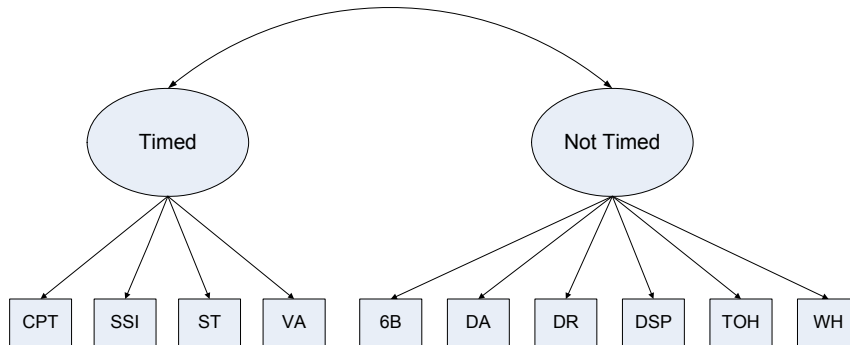 Timed
Not Timed
CPT
SSI
ST
VA
6B
DA
DR
DSP
TOH
WH